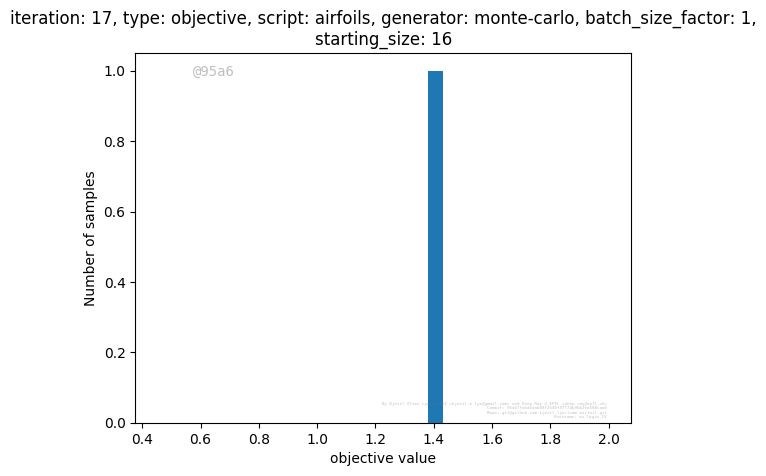 iteration: 17, type: objective, script: airfoils, generator: monte-carlo, batch_size_factor: 1,
starting_size: 16
@95a6
1.0
0.8
0.6
0.4
0.2
0.0
Number of samples
0.4 0.6 0.8 1.0 1.2 1.4 1.6 1.8 2.0
objective value